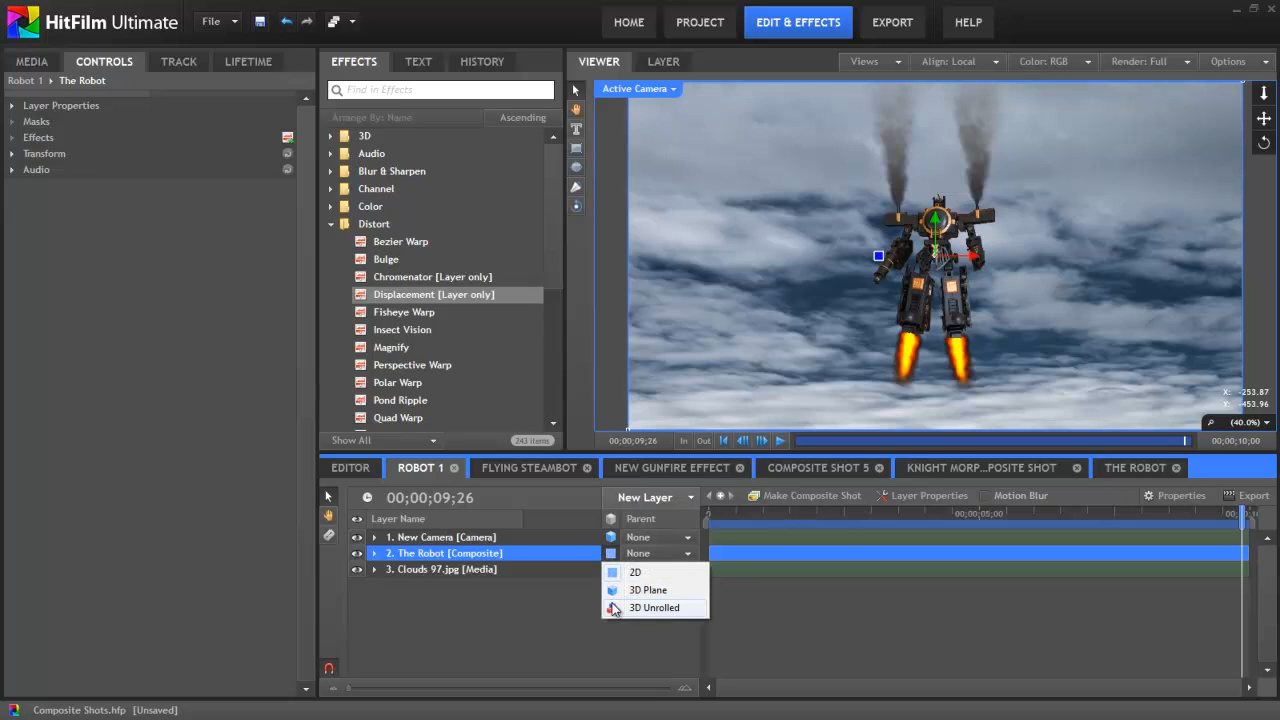 HitFilm Ultimate
File
HOME
PROJECT
EDIT & EFFECTS
EXPORT
HELP
MEDIA
CONTROLS
TRACK
LIFETIME
Robot 1 > The Robot
Layer Properties
Masks
Effects
Transform
Audio
EFFECTS
TEXT
HISTORY
Find in Effects
Arrange By: Name
Ascending
3D
Audio
Blur & Sharpen
Channel
Color
Distort
Bezier Warp
Bulge
Chromenator [Layer only]
Displacement [Layer only]
Fisheye Warp
Insect Vision
Magnify
Perspective Warp
Polar Warp
Pond Ripple
Quad Warp
Show All
243 items
VIEWER
LAYER
Views
Align: Local
Color: RGB
Render: Full
Options
Active Camera
X: -253.87
Y: -453.96
(40.0%)
00;00;09;26
In
Out
00;00;10;00
EDITOR
ROBOT 1
FLYING STEAMBOT
NEW GUNFIRE EFFECT
COMPOSITE SHOT 5
KNIGHT MORP...POSITE SHOT
THE ROBOT
00;00;09;26
New Layer
Make Composite Shot
Layer Properties
Motion Blur
Properties
Export
Layer Name
Parent
0
00;00;05;00
1. New Camera [Camera]
None
2. The Robot [Composite]
None
3. Clouds 97.jpg [Media]
2D
3D Plane
3D Unrolled
Composite Shots.hfp [Unsaved]